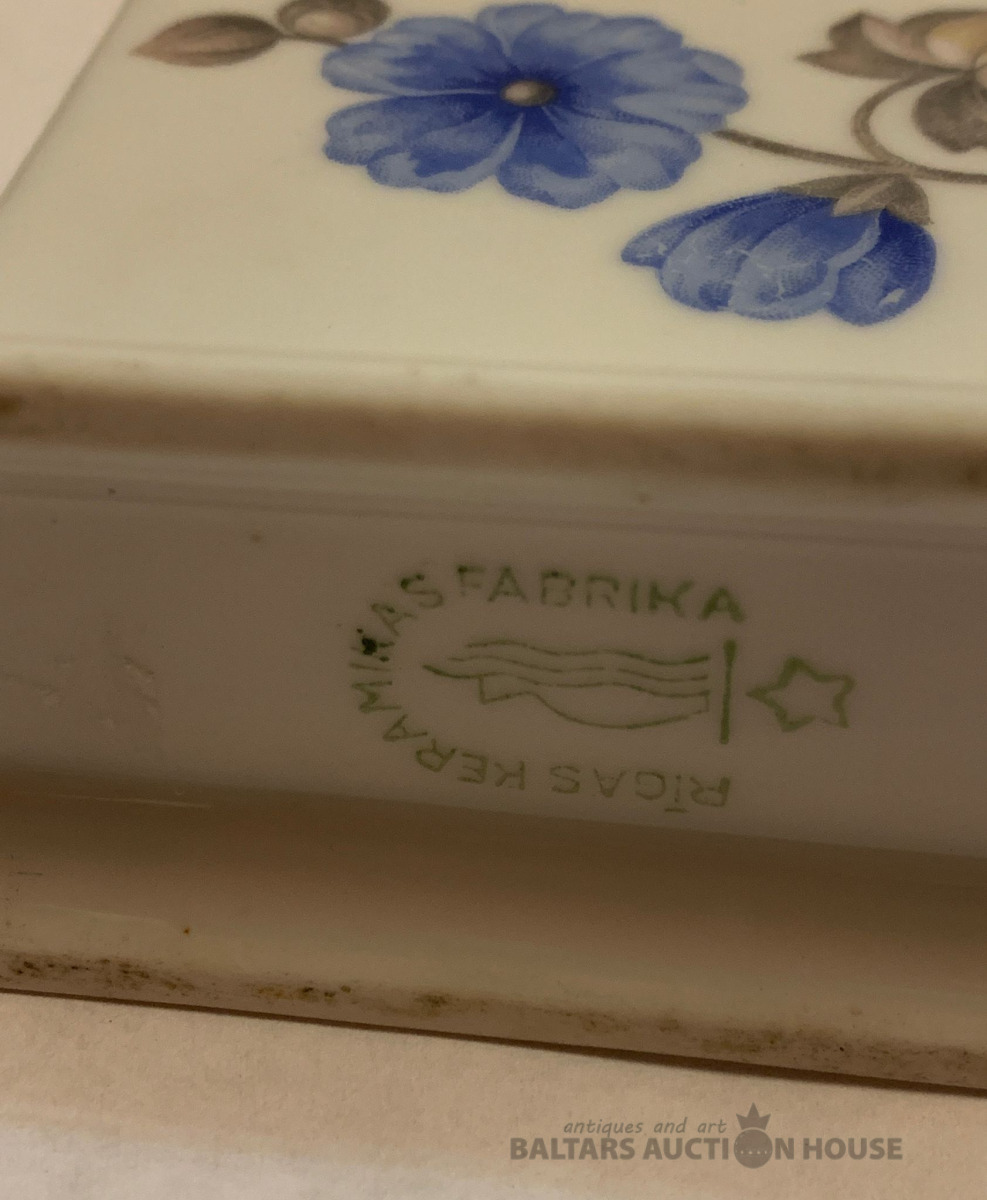 RĪGAS KERAMIKAS FABRIKA
antiques and art
BALTARS AUCTION HOUSE